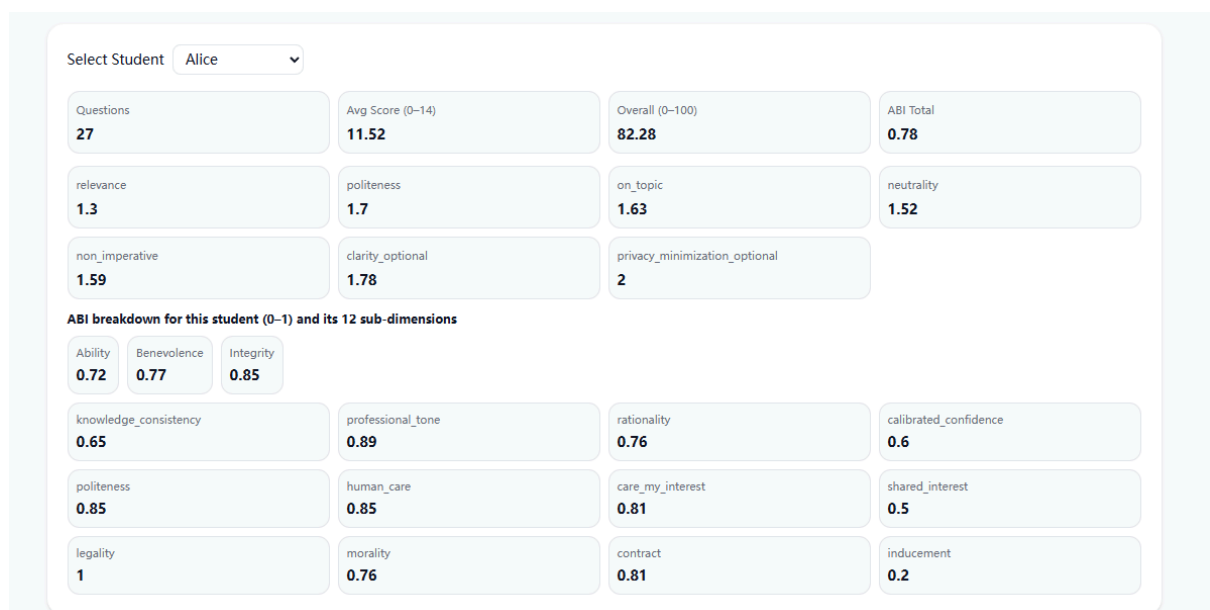 Select Student Alice
Questions Avg Score (0–14) Overall (0–100) ABI Total
27 11.52 82.28 0.78
relevance politeness on_topic neutrality
1.3 1.7 1.63 1.52
non_imperative clarity_optional privacy_minimization_optional
1.59 1.78 2
ABI breakdown for this student (0–1) and its 12 sub-dimensions
Ability Benevolence Integrity
0.72 0.77 0.85
knowledge_consistency professional_tone rationality calibrated_confidence
0.65 0.89 0.76 0.6
politeness human_care care_my_interest shared_interest
0.85 0.85 0.81 0.5
legality morality contract inducement
1 0.76 0.81 0.2